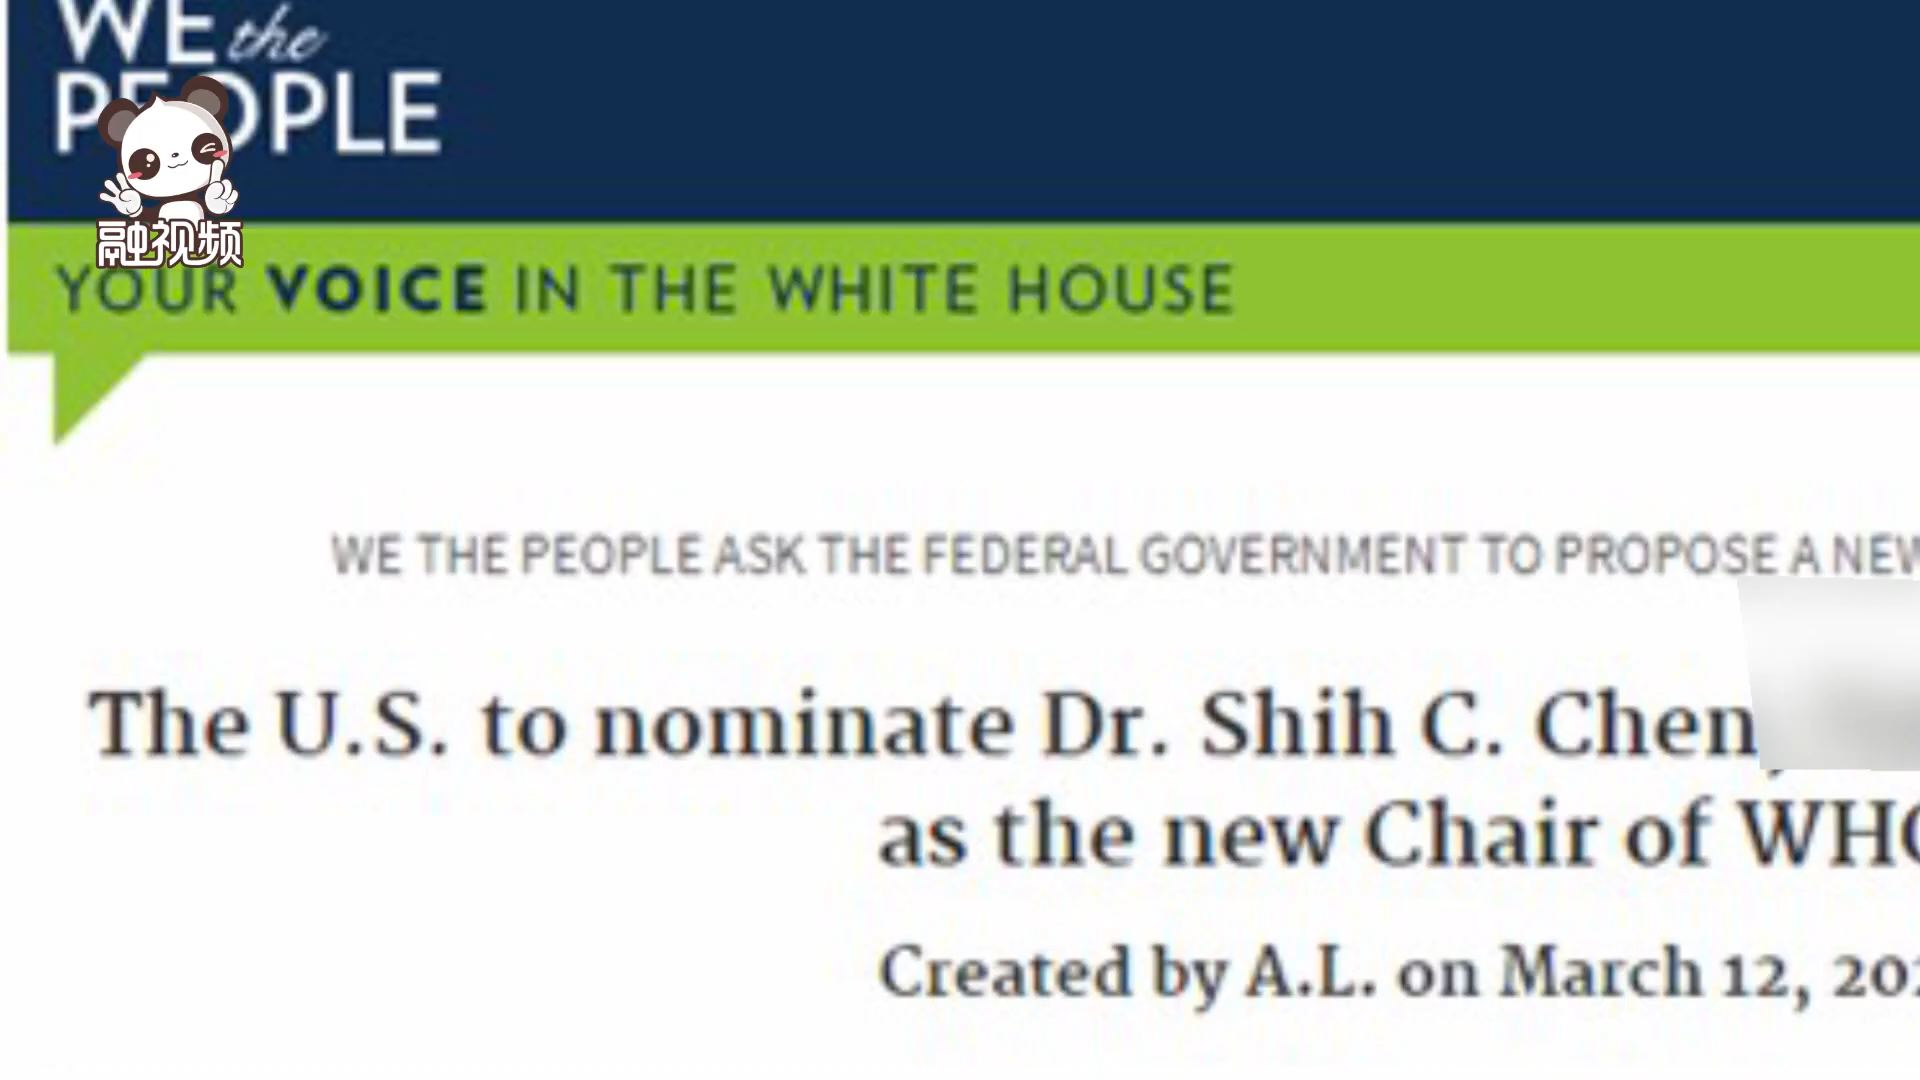 WE the
PEOPLE
融视频
YOUR VOICE IN THE WHITE HOUSE
WE THE PEOPLE ASK THE FEDERAL GOVERNMENT TO PROPOSE A NEW
The U.S. to nominate Dr. Shih C. Chen,
as the new Chair of WHO
Created by A.L. on March 12, 202